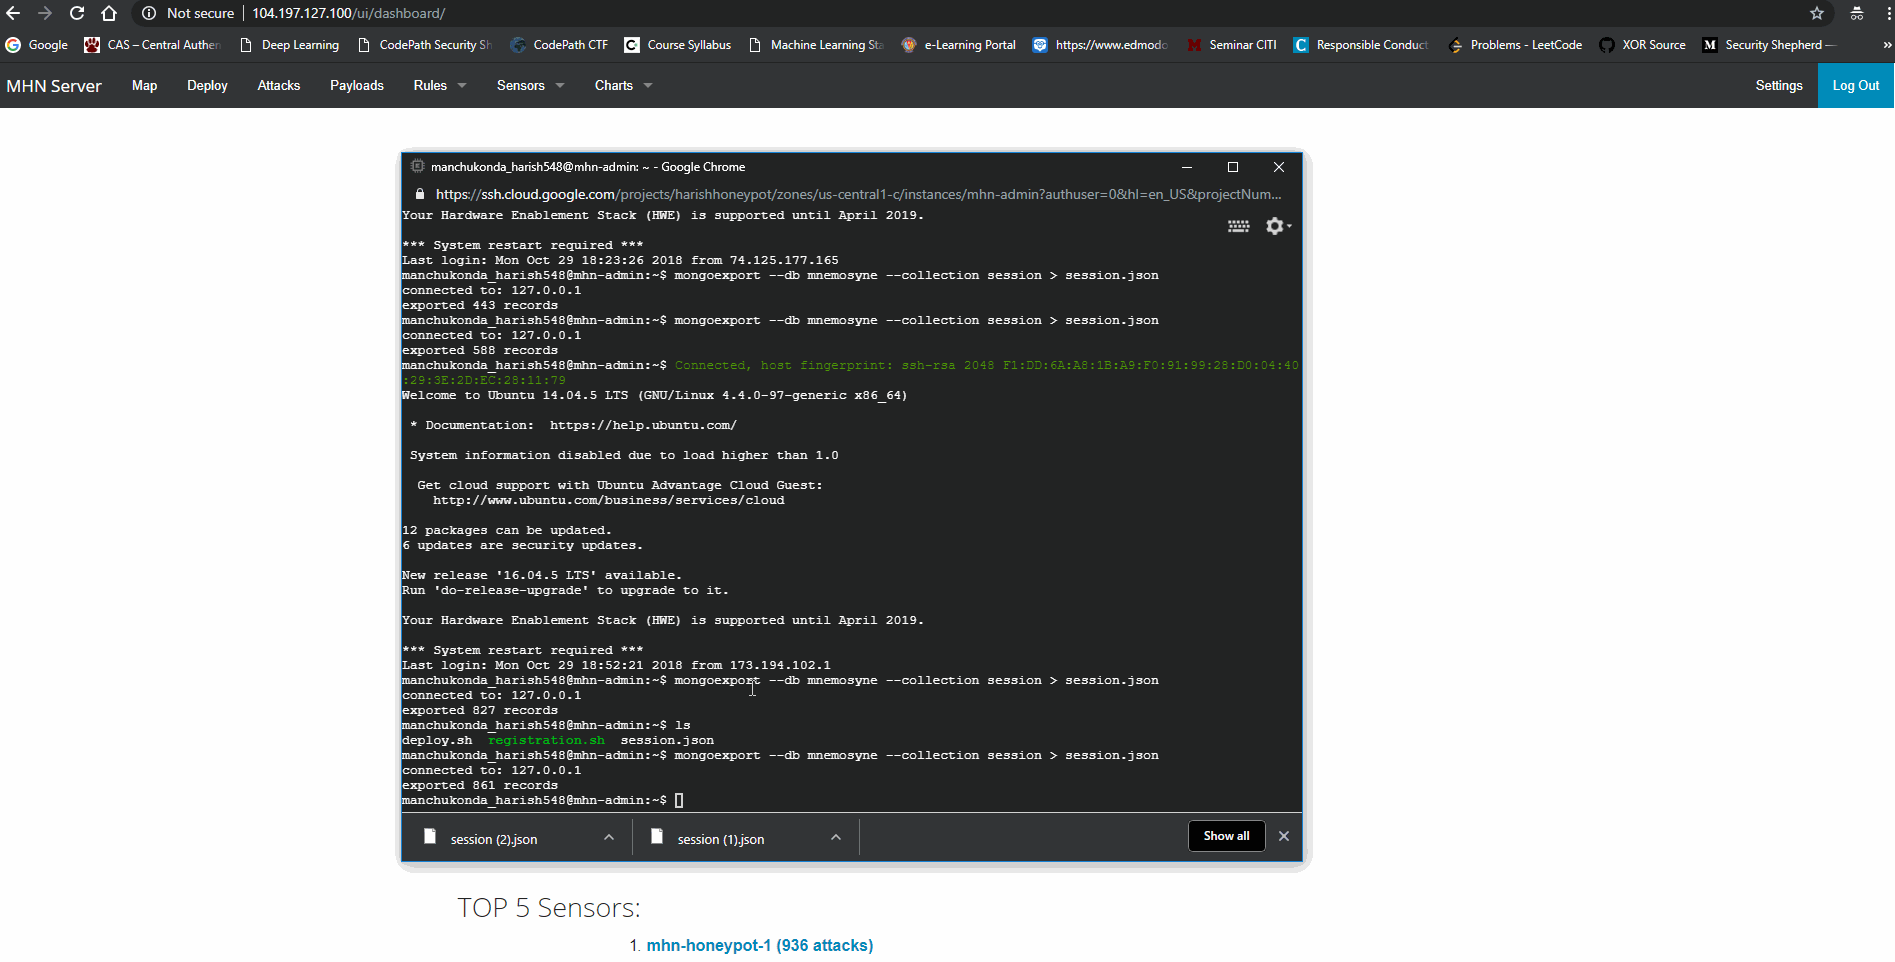 Not secure | 104.197.127.100/ui/dashboard/
Google CAS – Central Authen Deep Learning CodePath Security Sh CodePath CTF Course Syllabus Machine Learning Sta e-Learning Portal https://www.edmodo Seminar CITI Responsible Conduct Problems - LeetCode XOR Source Security Shepherd — »
MHN Server Map Deploy Attacks Payloads Rules Sensors Charts Settings Log Out
manchukonda_harish548@mhn-admin: ~ - Google Chrome
https://ssh.cloud.google.com/projects/harishhoneypot/zones/us-central1-c/instances/mhn-admin?authuser=0&hl=en_US&projectNum...
Your Hardware Enablement Stack (HWE) is supported until April 2019.
*** System restart required ***
Last login: Mon Oct 29 18:23:26 2018 from 74.125.177.165
manchukonda_harish548@mhn-admin:~$ mongoexport --db mnemosyne --collection session > session.json
connected to: 127.0.0.1
exported 443 records
manchukonda_harish548@mhn-admin:~$ mongoexport --db mnemosyne --collection session > session.json
connected to: 127.0.0.1
exported 588 records
manchukonda_harish548@mhn-admin:~$ Connected, host fingerprint: ssh-rsa 2048 F1:DD:6A:A8:1B:A9:F0:91:99:28:D0:04:40
:29:3E:2D:EC:28:11:79
Welcome to Ubuntu 14.04.5 LTS (GNU/Linux 4.4.0-97-generic x86_64)
* Documentation: https://help.ubuntu.com/
System information disabled due to load higher than 1.0
Get cloud support with Ubuntu Advantage Cloud Guest:
http://www.ubuntu.com/business/services/cloud
12 packages can be updated.
6 updates are security updates.
New release '16.04.5 LTS' available.
Run 'do-release-upgrade' to upgrade to it.
Your Hardware Enablement Stack (HWE) is supported until April 2019.
*** System restart required ***
Last login: Mon Oct 29 18:52:21 2018 from 173.194.102.1
manchukonda_harish548@mhn-admin:~$ mongoexport --db mnemosyne --collection session > session.json
connected to: 127.0.0.1
exported 827 records
manchukonda_harish548@mhn-admin:~$ ls
deploy.sh registration.sh session.json
manchukonda_harish548@mhn-admin:~$ mongoexport --db mnemosyne --collection session > session.json
connected to: 127.0.0.1
exported 861 records
manchukonda_harish548@mhn-admin:~$
session (2).json session (1).json Show all
TOP 5 Sensors:
1. mhn-honeypot-1 (936 attacks)